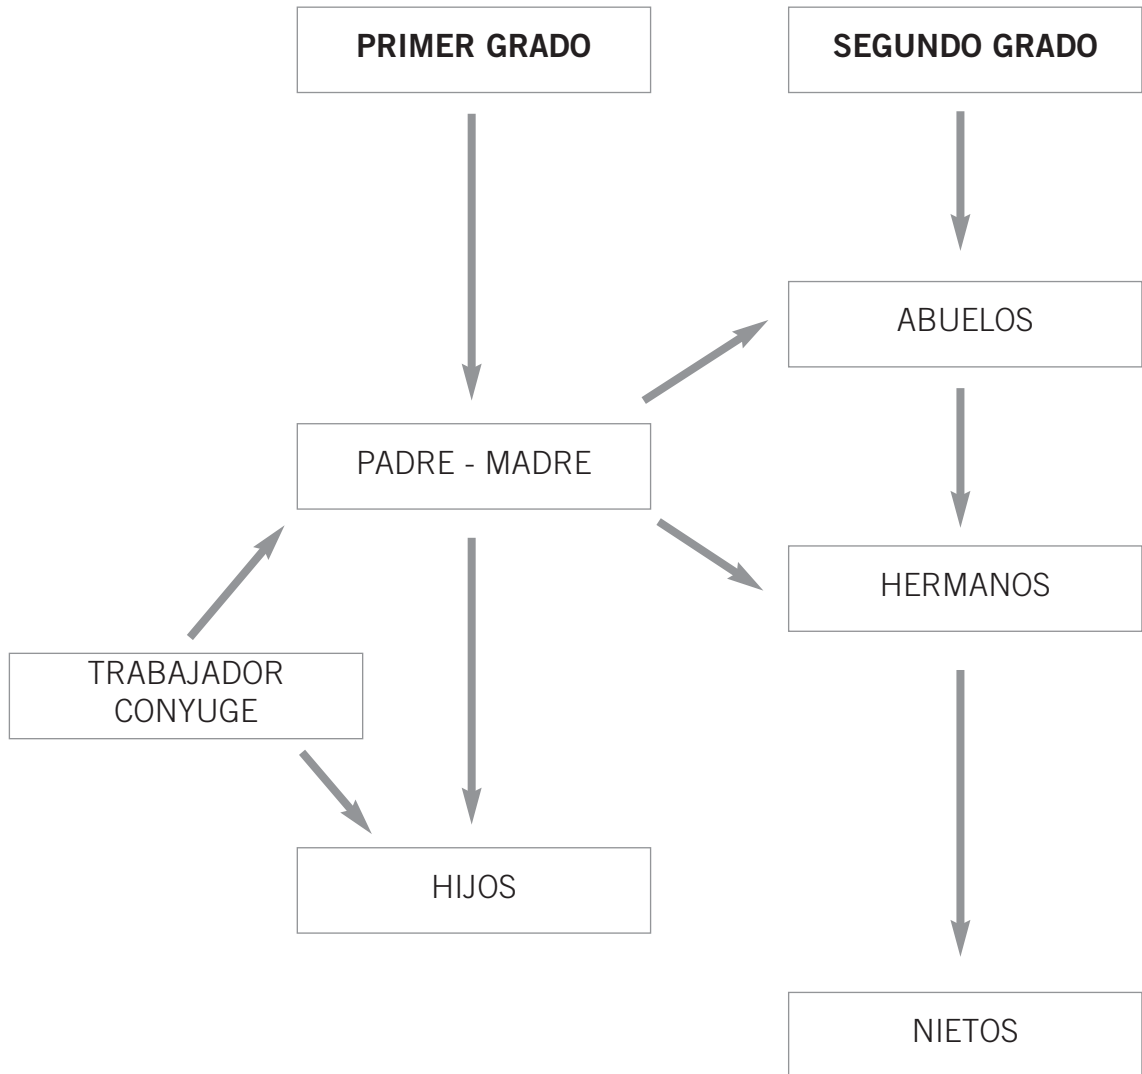 PRIMER GRADO
SEGUNDO GRADO
ABUELOS
PADRE - MADRE
HERMANOS
TRABAJADOR
CONYUGE
HIJOS
NIETOS